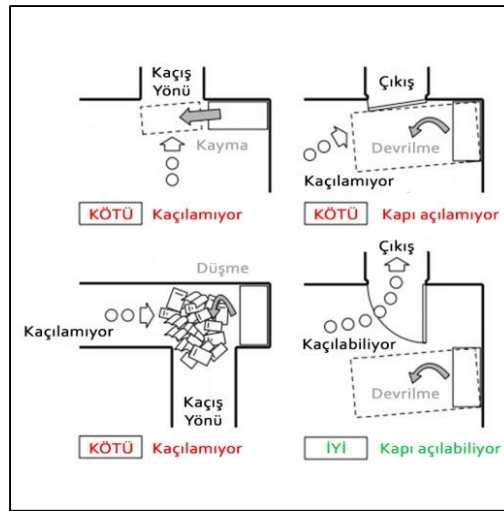 Kaçış
Yönü
Kayma
KÖTÜ Kaçılamıyor
Çıkış
Devrilme
Kaçılamıyor
KÖTÜ Kapı açılamıyor
Düşme
Kaçılamıyor
Kaçış
Yönü
KÖTÜ Kaçılamıyor
Çıkış
Kaçılabiliyor
Devrilme
İYİ Kapı açılabiliyor